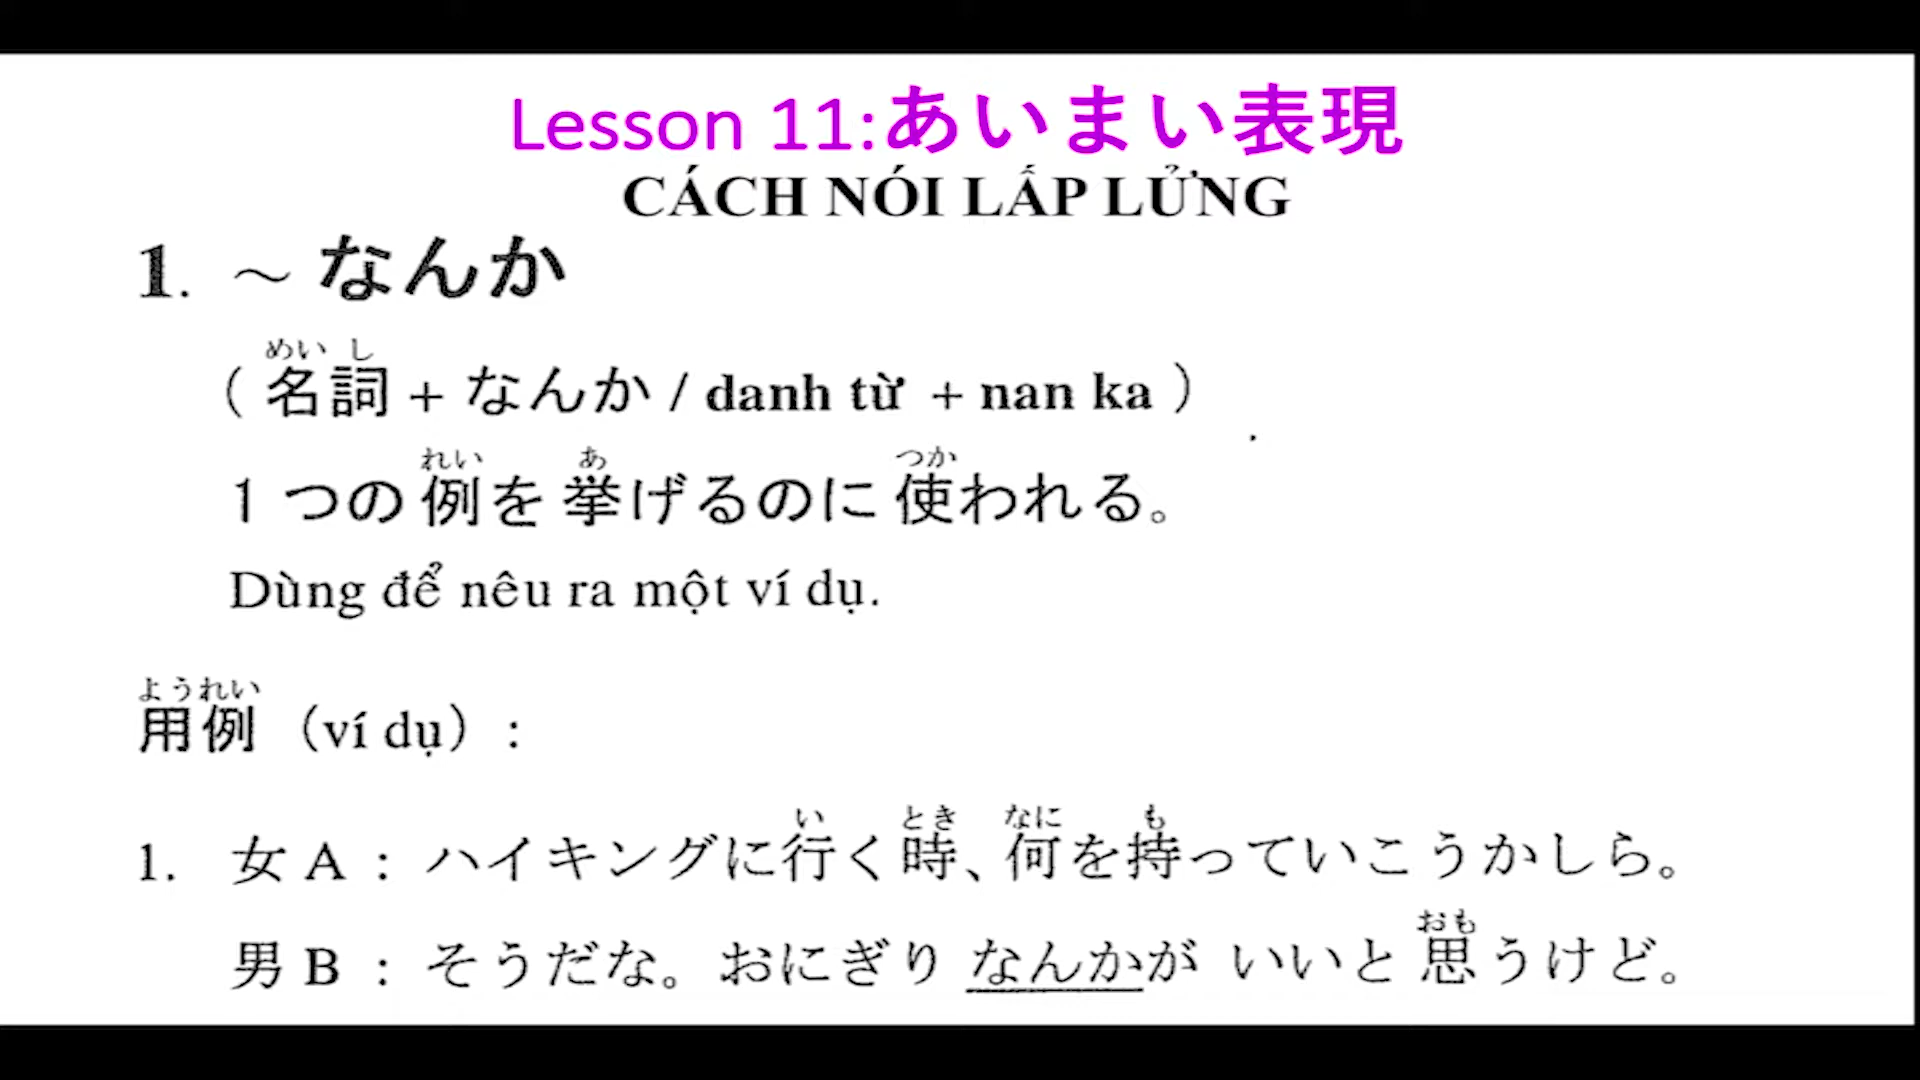 Lesson 11:あいまい表現
CÁCH NÓI LẤP LỬNG
1. ～ なんか
めい し
( 名詞 + なんか / danh từ + nan ka )
れい あ つか
1 つの 例を 挙げるのに 使われる。
Dùng để nêu ra một ví dụ.
ようれい
用例 (ví dụ) :
い とき なに も
1. 女 A : ハイキングに行く時、何を持っていこうかしら。
おも
男 B : そうだな。おにぎり なんかが いいと 思うけど。